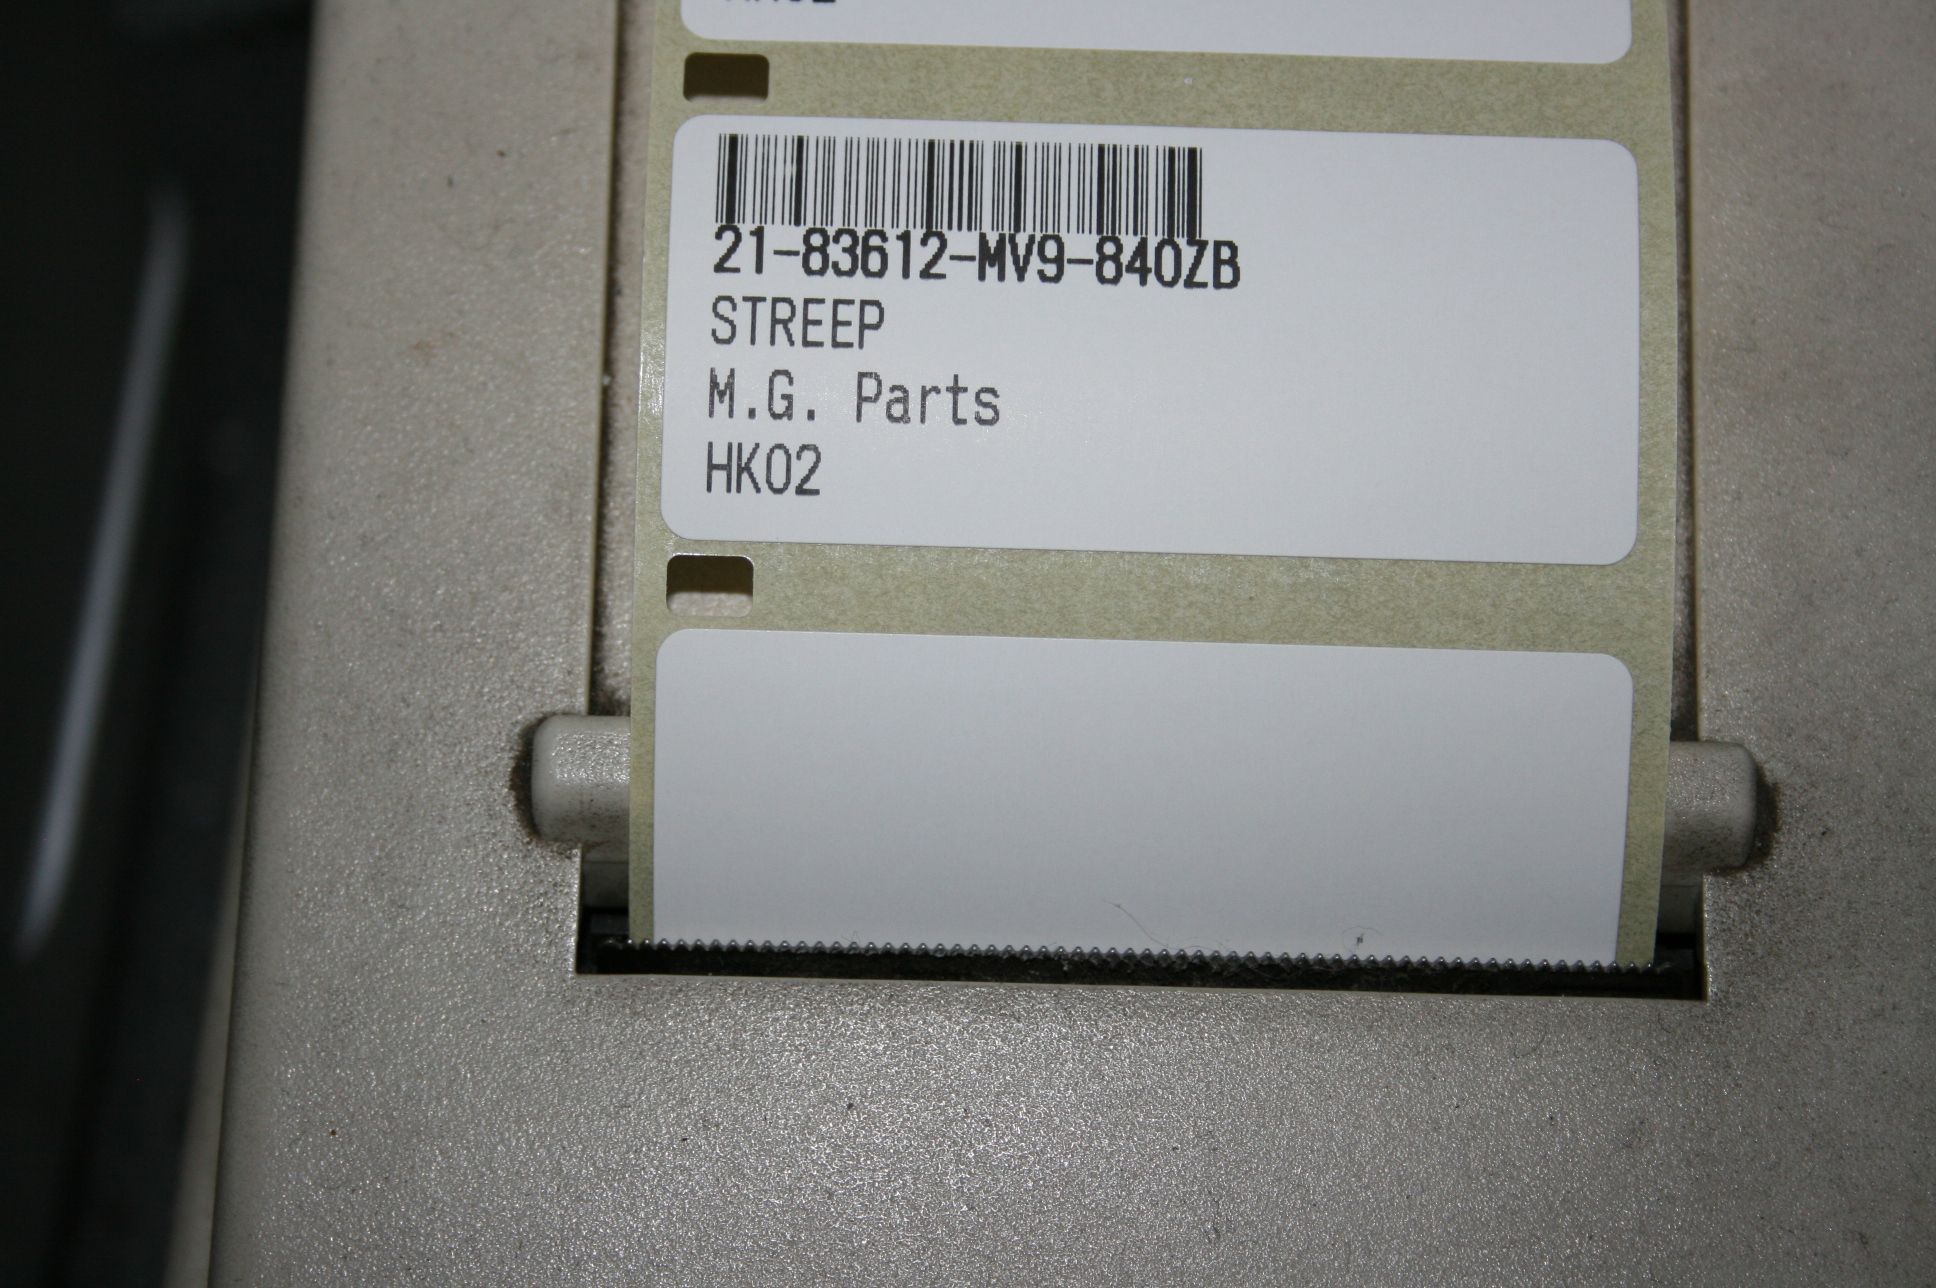 21-83612-MV9-840ZB
STREEP
M.G. Parts
HK02